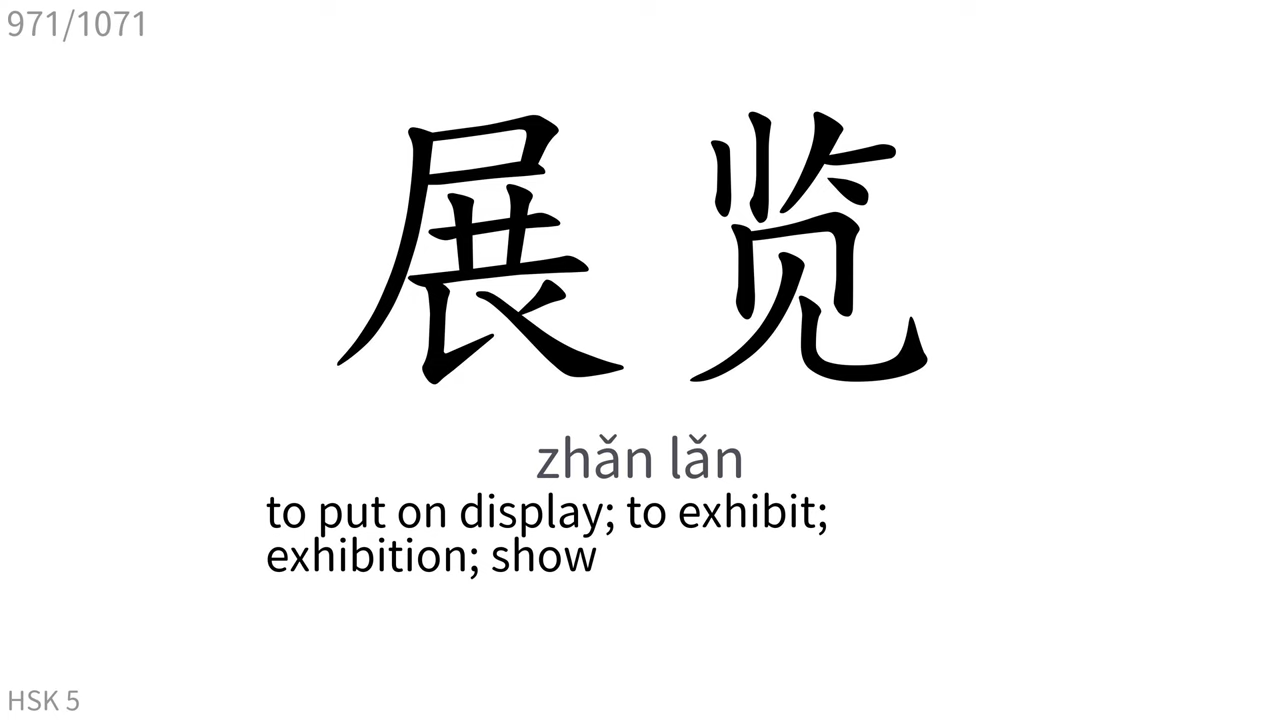 971/1071
展览
zhǎn lǎn
to put on display; to exhibit;
exhibition; show
HSK 5